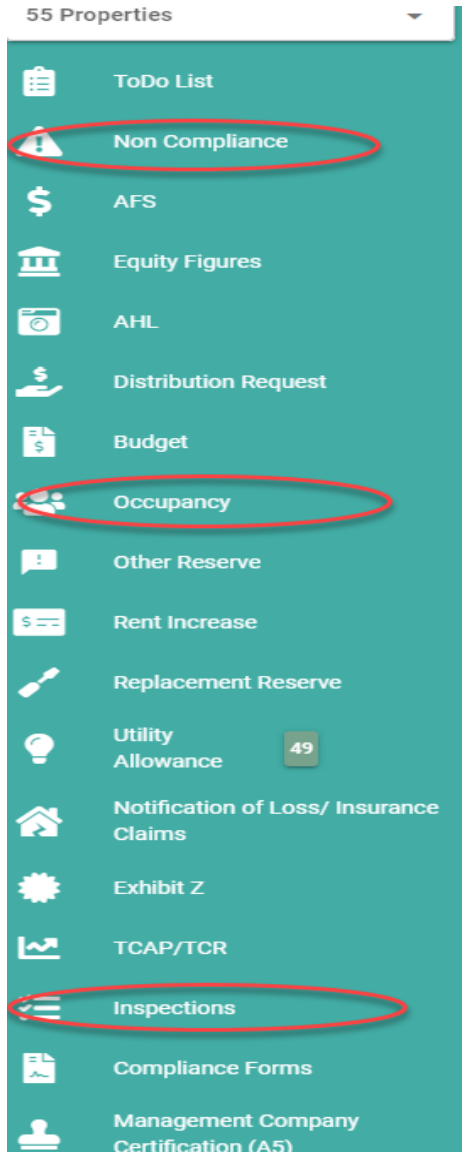 55 Properties
ToDo List
Non Compliance
AFS
Equity Figures
AHL
Distribution Request
Budget
Occupancy
Other Reserve
Rent Increase
Replacement Reserve
Utility
Allowance
49
Notification of Loss/ Insurance
Claims
Exhibit Z
TCAP/TCR
Inspections
Compliance Forms
Management Company
Certification (A5)